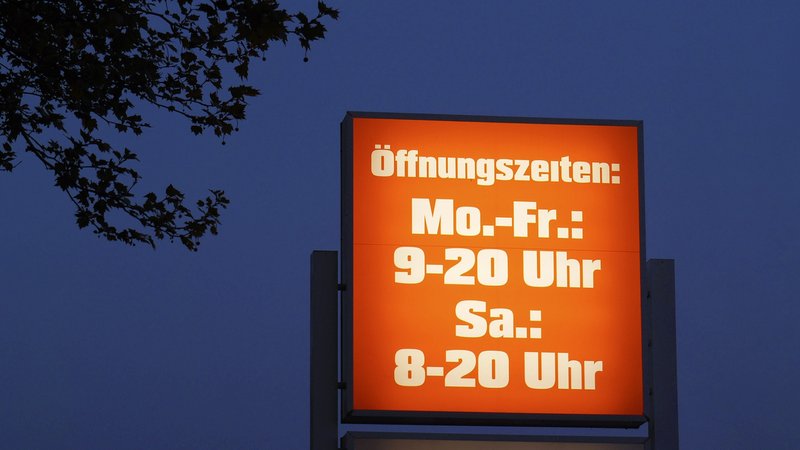 Öffnungszeiten:
Mo.-Fr.:
9-20 Uhr
Sa.:
8-20 Uhr